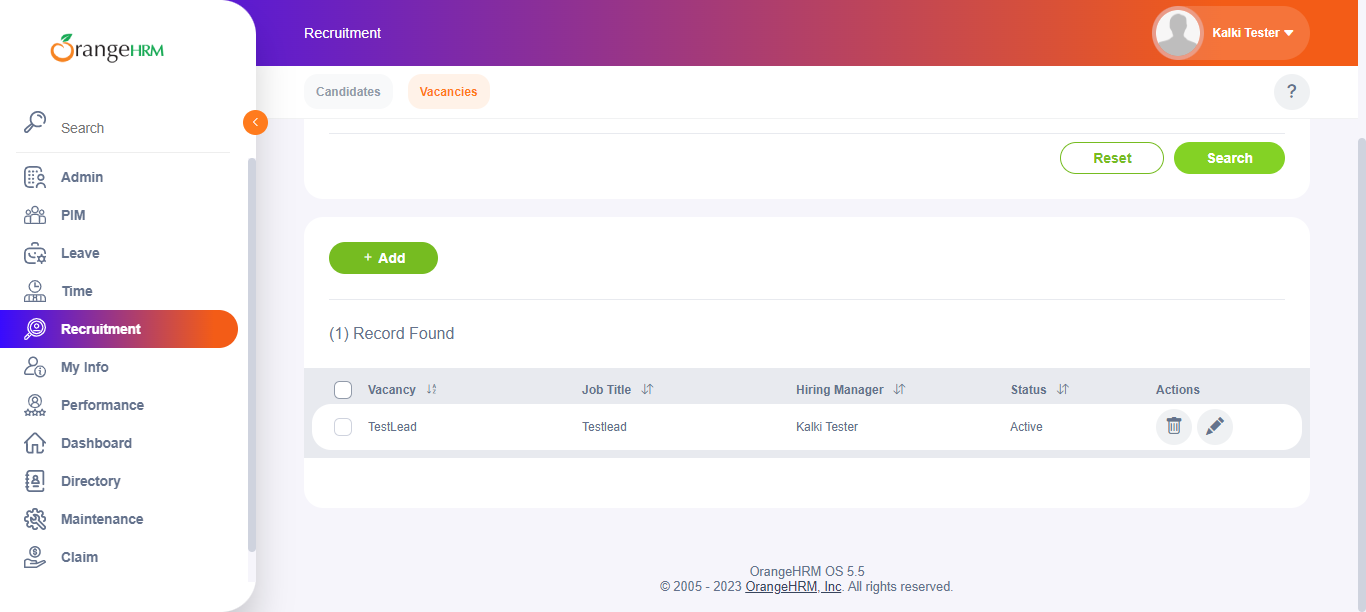 OrangeHRM
Search
Admin
PIM
Leave
Time
Recruitment
My Info
Performance
Dashboard
Directory
Maintenance
Claim
Recruitment
Kalki Tester
Candidates Vacancies ?
Reset Search
+ Add
(1) Record Found
Vacancy Job Title Hiring Manager Status Actions
TestLead Testlead Kalki Tester Active
OrangeHRM OS 5.5
© 2005 - 2023 OrangeHRM, Inc. All rights reserved.